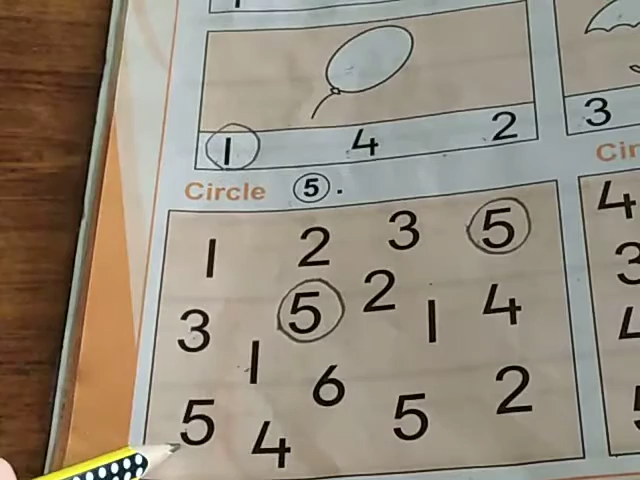 1 4 2
3
Circle 5.
Cir
1 2 3 5
3 5 2 1 4
1 6 2
5 4 5
4
3